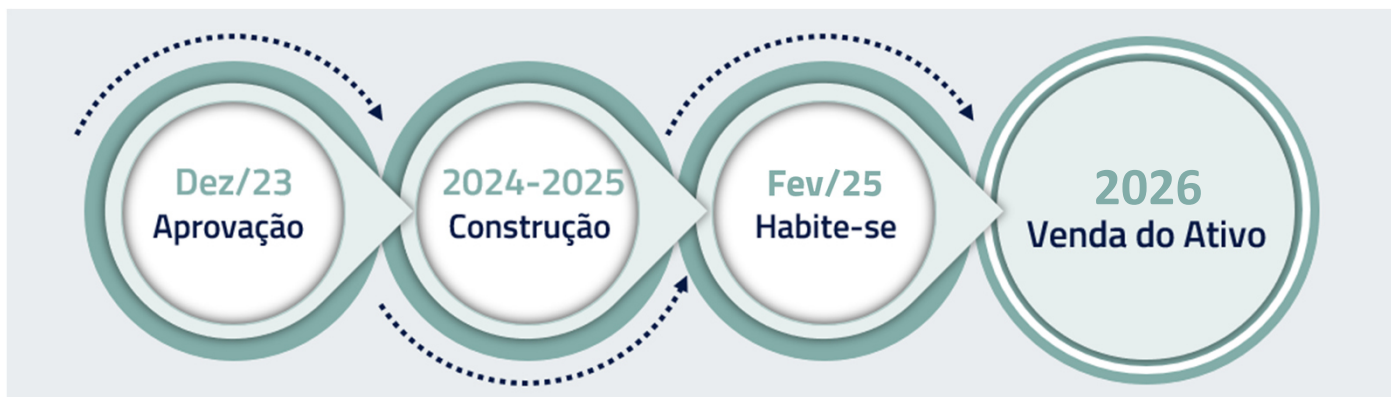 Dez/23
Aprovação
2024-2025
Construção
Fev/25
Habite-se
2026
Venda do Ativo